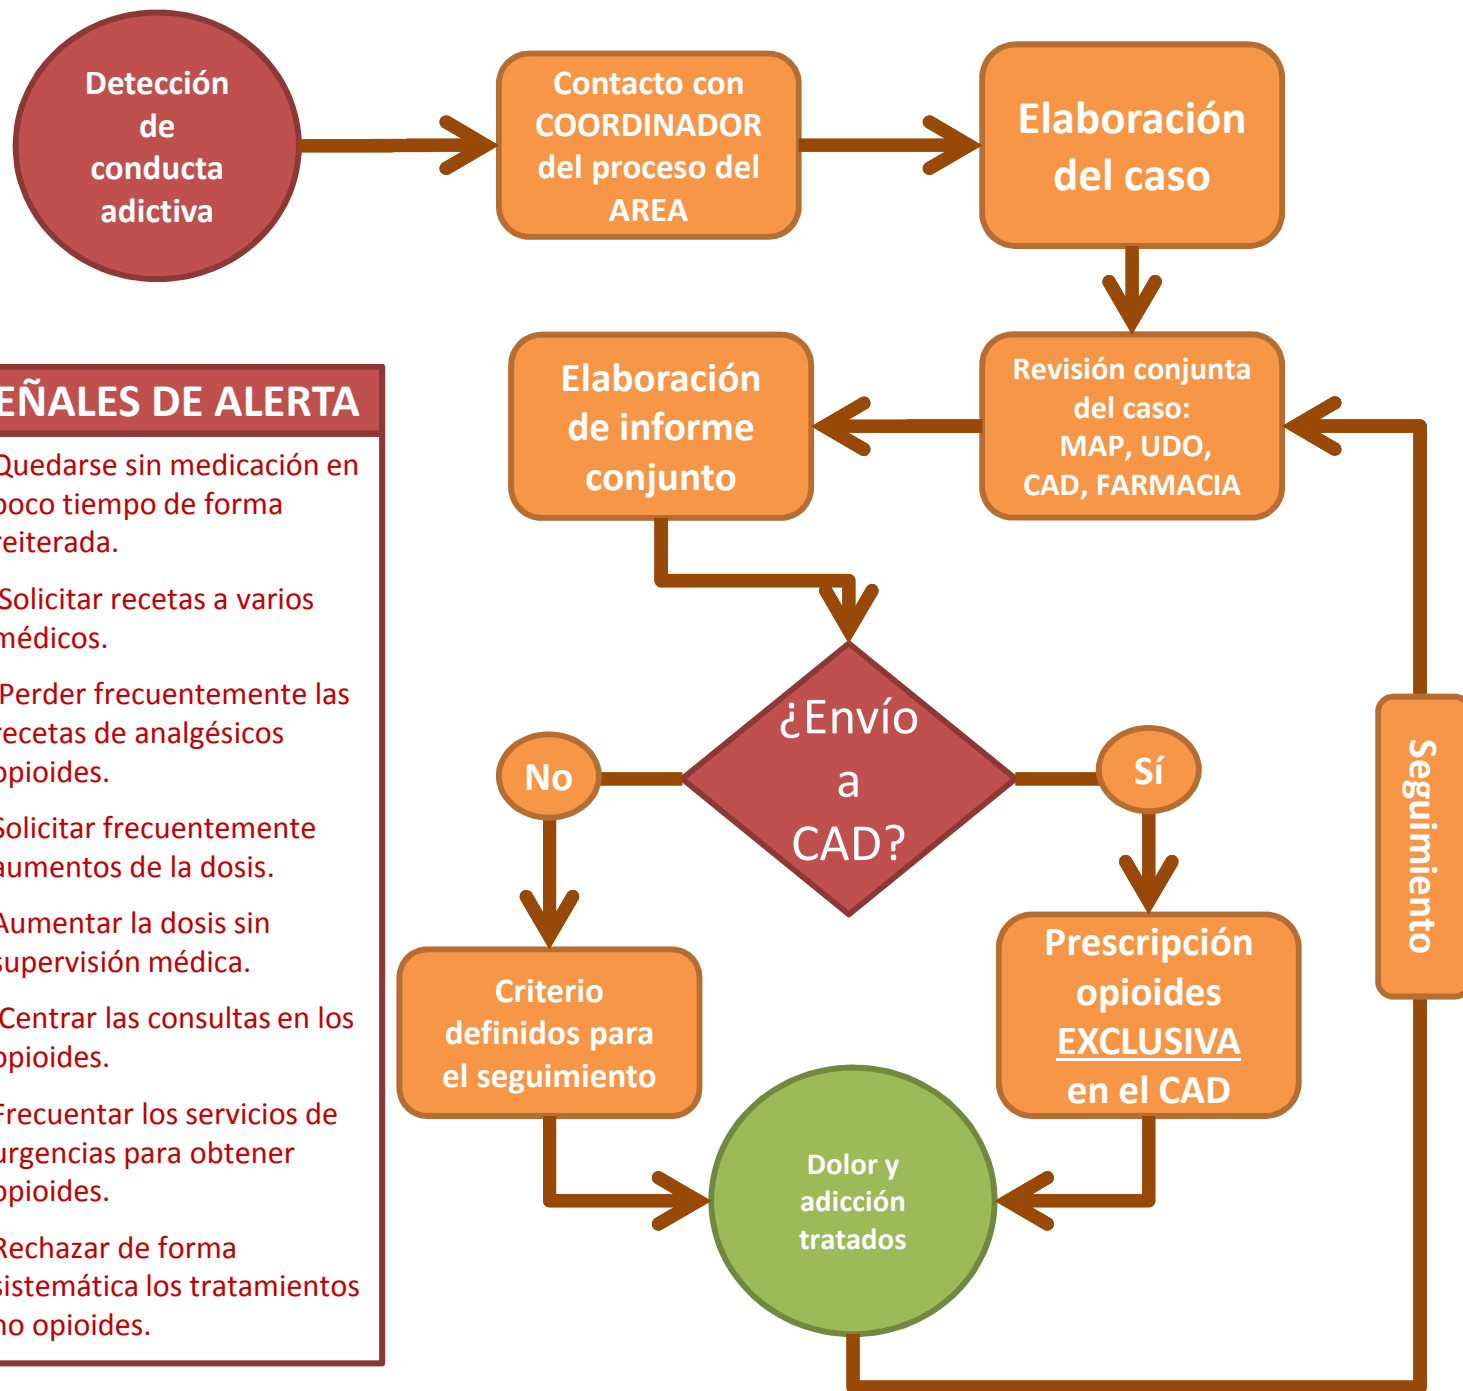 Detección
de
conducta
adictiva
Contacto con
COORDINADOR
del proceso del
AREA
Elaboración
del caso
Revisión conjunta
del caso:
MAP, UDO,
CAD, FARMACIA
Elaboración
de informe
conjunto
EÑALES DE ALERTA
Quedarse sin medicación en
poco tiempo de forma
reiterada.
Solicitar recetas a varios
médicos.
Perder frecuentemente las
recetas de analgésicos
opioides.
Solicitar frecuentemente
aumentos de la dosis.
Aumentar la dosis sin
supervisión médica.
Centrar las consultas en los
opioides.
Frecuentar los servicios de
urgencias para obtener
opioides.
Rechazar de forma
sistemática los tratamientos
no opioides.
¿Envío
a
CAD?
No
Sí
Criterio
definidos para
el seguimiento
Prescripción
opioides
EXCLUSIVA
en el CAD
Dolor y
adicción
tratados
Seguimiento